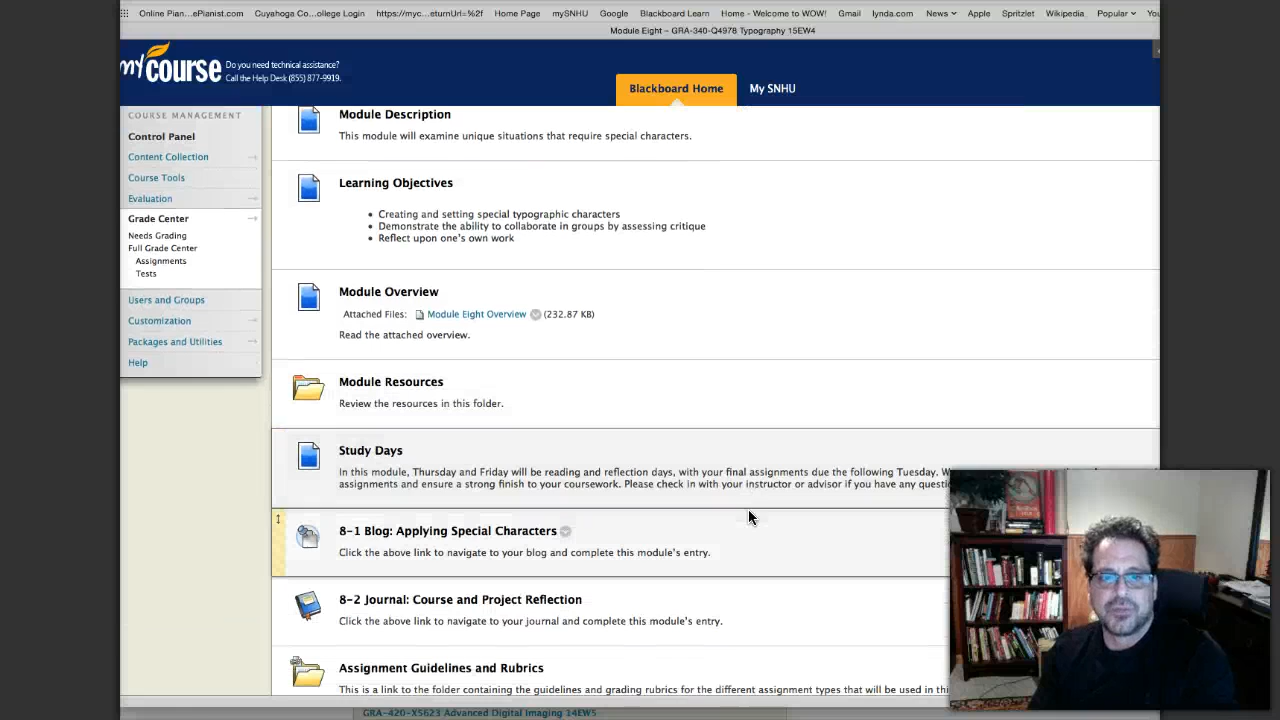 Online Pian...ePianist.com Cuyahoga Co...ollege Login https://myc...eturnUrl=%2f Home Page mySNHU Google Blackboard Learn Home - Welcome to WOW! Gmail lynda.com News Apple Spritzlet Wikipedia Popular You
Module Eight – GRA-340-Q4978 Typography 15EW4
my course
Do you need technical assistance?
Call the Help Desk (855) 877-9919.
Blackboard Home My SNHU
COURSE MANAGEMENT
Control Panel
Content Collection
Course Tools
Evaluation
Grade Center
Needs Grading
Full Grade Center
Assignments
Tests
Users and Groups
Customization
Packages and Utilities
Help
Module Description
This module will examine unique situations that require special characters.
Learning Objectives
• Creating and setting special typographic characters
• Demonstrate the ability to collaborate in groups by assessing critique
• Reflect upon one's own work
Module Overview
Attached Files: Module Eight Overview (232.87 KB)
Read the attached overview.
Module Resources
Review the resources in this folder.
Study Days
In this module, Thursday and Friday will be reading and reflection days, with your final assignments due the following Tuesday.
assignments and ensure a strong finish to your coursework. Please check in with your instructor or advisor if you have any
8-1 Blog: Applying Special Characters
Click the above link to navigate to your blog and complete this module's entry.
8-2 Journal: Course and Project Reflection
Click the above link to navigate to your journal and complete this module's entry.
Assignment Guidelines and Rubrics
This is a link to the folder containing the guidelines and grading rubrics for the different assignment types that will be used in
GRA-420-X5623 Advanced Digital Imaging 14EW5